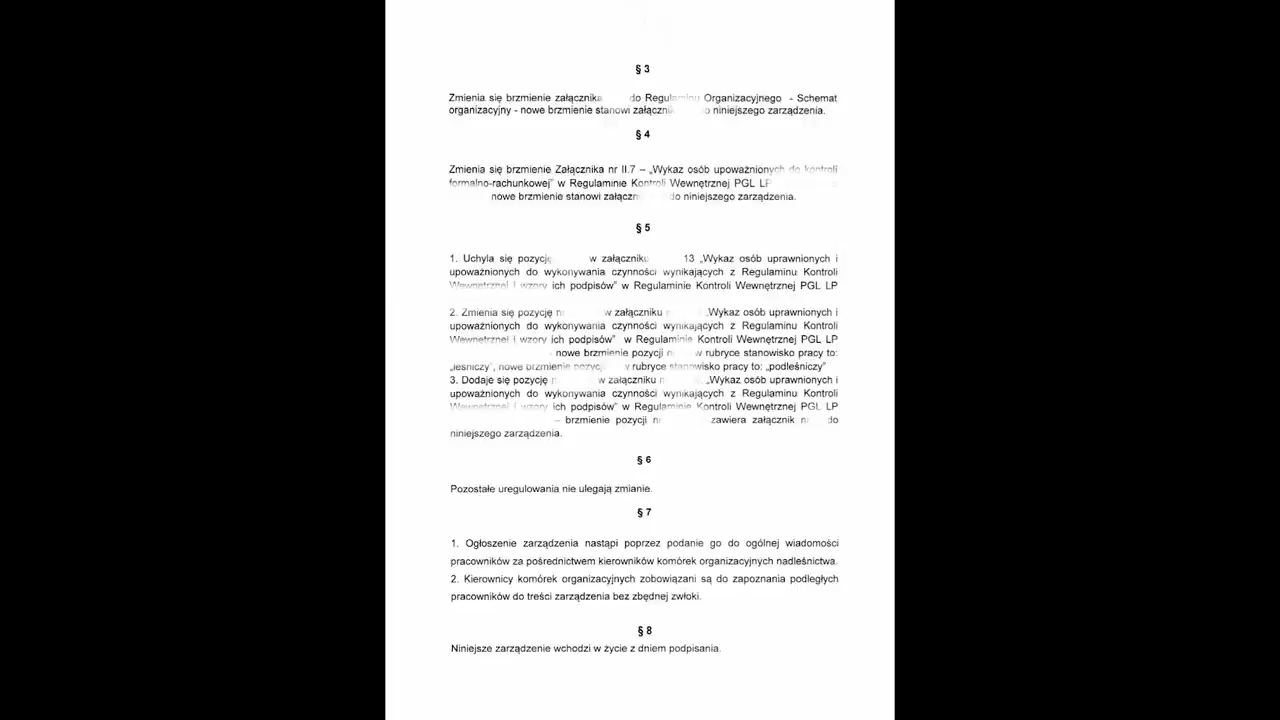 § 3
Zmienia się brzmienie załącznika do Regulaminu Organizacyjnego - Schemat
organizacyjny - nowe brzmienie stanowi niniejszego zarządzenia.
§ 4
Zmienia się brzmienie Załącznika nr II.7 – „Wykaz osób upoważnionych do kontroli
formalno-rachunkowej” w Regulaminie Kontroli Wewnętrznej PGL LP
nowe brzmienie stanowi do niniejszego zarządzenia.
§ 5
1. Uchyla się pozycję w załączniku 13 „Wykaz osób uprawnionych i
upoważnionych do wykonywania czynności wynikających z Regulaminu Kontroli
Wewnętrznej i wzory ich podpisów” w Regulaminie Kontroli Wewnętrznej PGL LP
2. Zmienia się pozycję w załączniku „Wykaz osób uprawnionych i
upoważnionych do wykonywania czynności wynikających z Regulaminu Kontroli
Wewnętrznej i wzory ich podpisów” w Regulaminie Kontroli Wewnętrznej PGL LP
- nowe brzmienie pozycji w rubryce stanowisko pracy to:
„leśniczy”, nowe brzmienie pozycji w rubryce stanowisko pracy to: „podleśniczy”
3. Dodaje się pozycję w załączniku „Wykaz osób uprawnionych i
upoważnionych do wykonywania czynności wynikających z Regulaminu Kontroli
Wewnętrznej i wzory ich podpisów” w Regulaminie Kontroli Wewnętrznej PGL LP
– brzmienie pozycji zawiera załącznik do
niniejszego zarządzenia.
§ 6
Pozostałe uregulowania nie ulegają zmianie.
§ 7
1. Ogłoszenie zarządzenia nastąpi poprzez podanie go do ogólnej wiadomości
pracowników za pośrednictwem kierowników komórek organizacyjnych nadleśnictwa.
2. Kierownicy komórek organizacyjnych zobowiązani są do zapoznania podległych
pracowników do treści zarządzenia bez zbędnej zwłoki.
§ 8
Niniejsze zarządzenie wchodzi w życie z dniem podpisania.